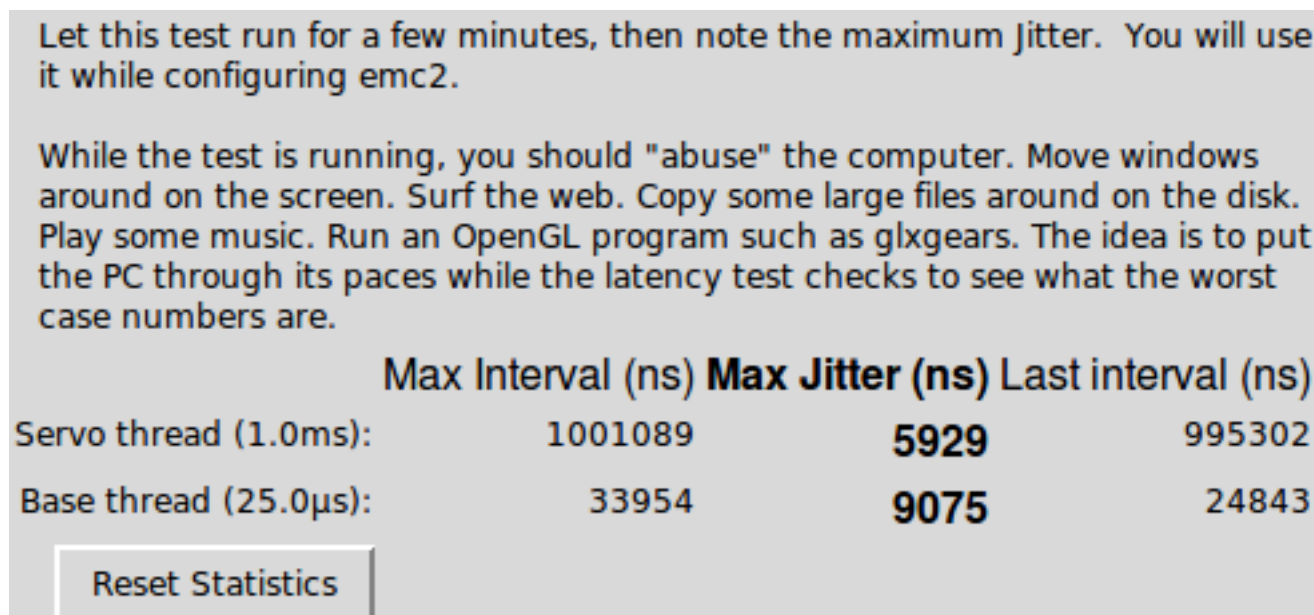 Let this test run for a few minutes, then note the maximum Jitter.  You will use
it while configuring emc2.
While the test is running, you should "abuse" the computer. Move windows
around on the screen. Surf the web. Copy some large files around on the disk.
Play some music. Run an OpenGL program such as glxgears. The idea is to put
the PC through its paces while the latency test checks to see what the worst
case numbers are.
Max Interval (ns) Max Jitter (ns) Last interval (ns)
Servo thread (1.0ms): 1001089 5929 995302
Base thread (25.0µs): 33954 9075 24843
Reset Statistics